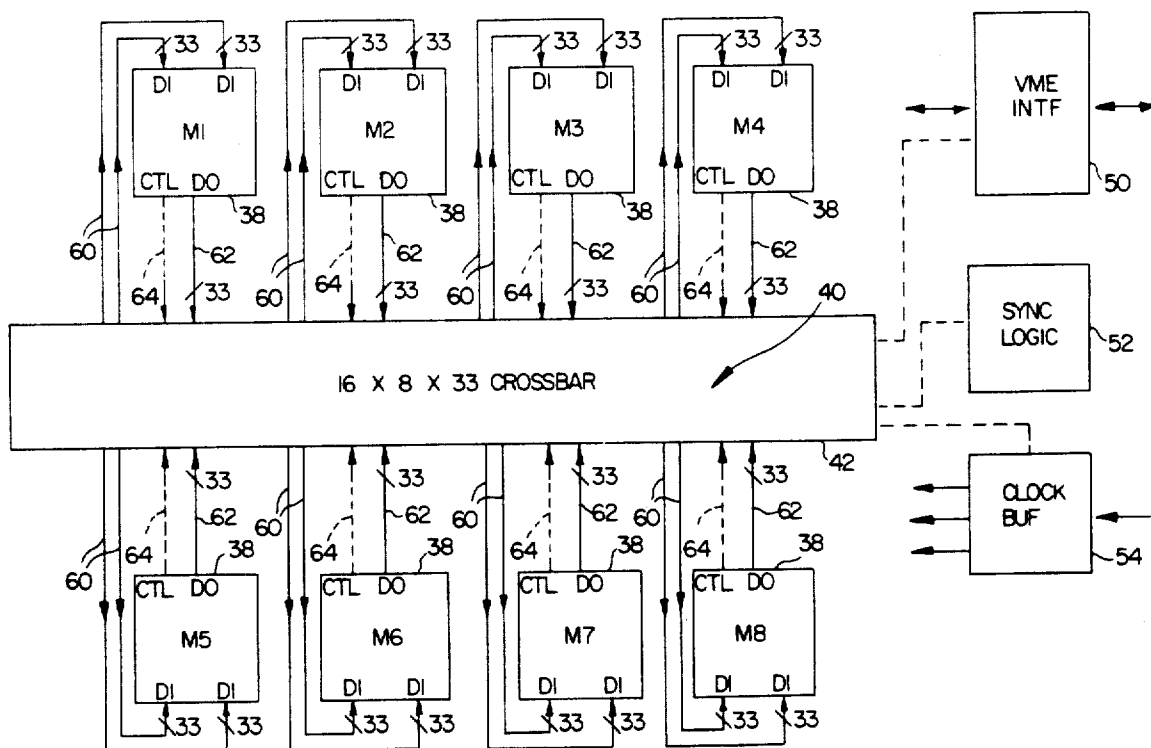 33 33 33 33 33 33 33 33
DI DI DI DI DI DI DI DI
M1 M2 M3 M4
CTL DO CTL DO CTL DO CTL DO
38 38 38 38
60 62 60 62 60 62 60 62
64 33 64 33 64 33 64 33
VME
INTF
50
40
SYNC
LOGIC
52
16 X 8 X 33 CROSSBAR
42
33 33 33 33
60 62 60 62 60 62 60 62
64 38 64 38 64 38 64 38
CTL DO CTL DO CTL DO CTL DO
M5 M6 M7 M8
DI DI DI DI DI DI DI DI
33 33 33 33 33 33 33 33
CLOCK
BUF
54